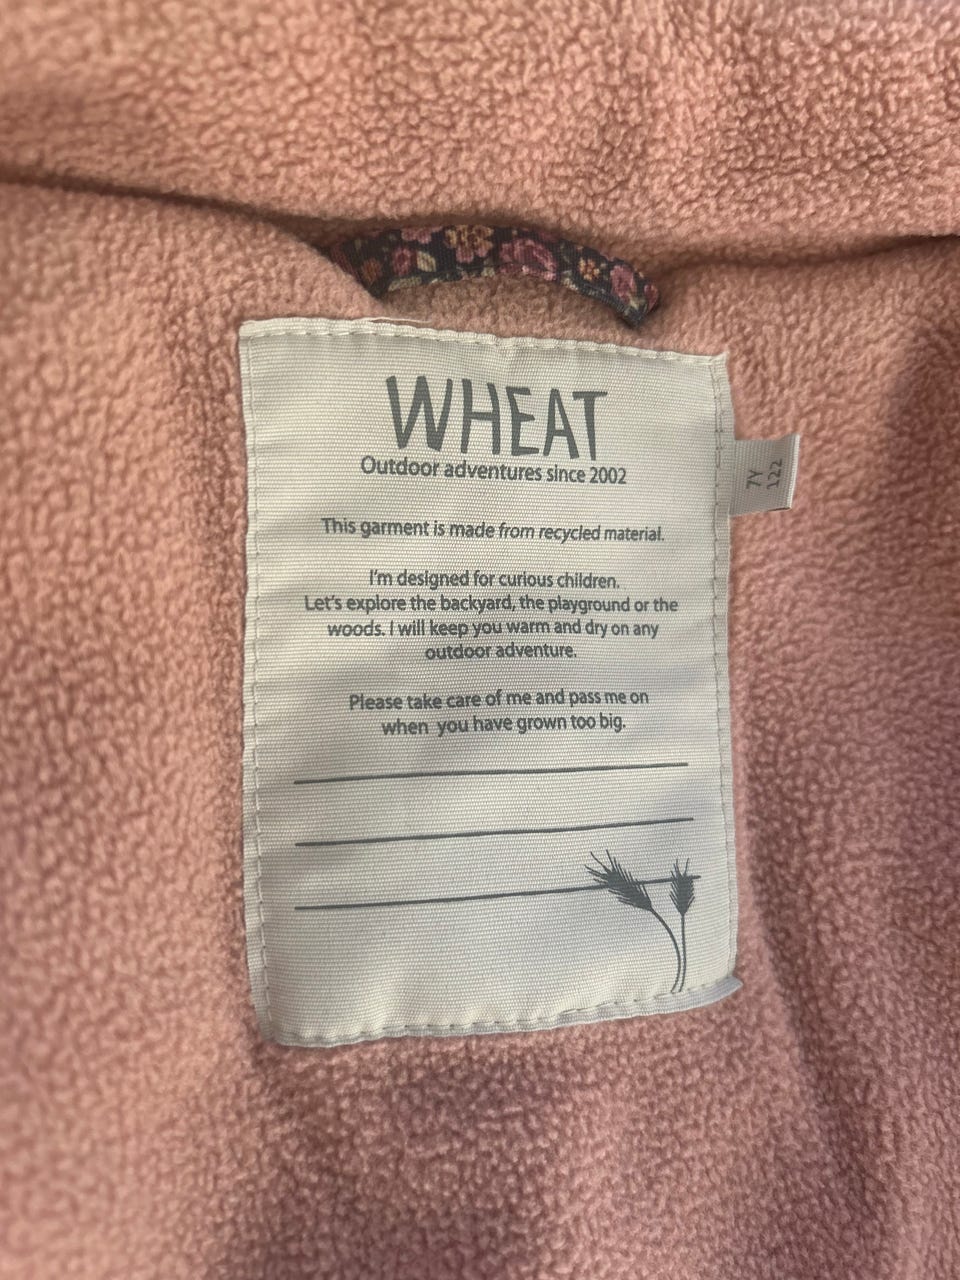 WHEAT
Outdoor adventures since 2002
This garment is made from recycled material.
I'm designed for curious children.
Let's explore the backyard, the playground or the
woods. I will keep you warm and dry on any
outdoor adventure.
Please take care of me and pass me on
when you have grown too big.
7Y
122